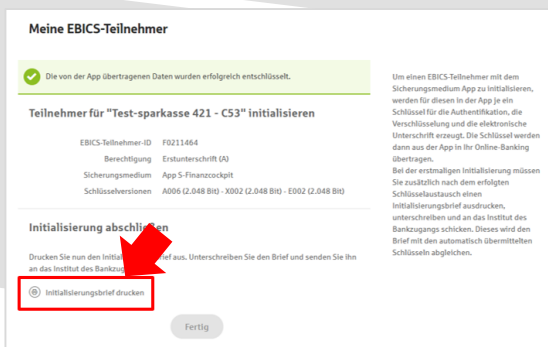 Meine EBICS-Teilnehmer
Die von der App übertragenen Daten wurden erfolgreich entschlüsselt.
Teilnehmer für "Test-sparkasse 421 - C53" initialisieren
EBICS-Teilnehmer-ID F0211464
Berechtigung Erstunterschrift (A)
Sicherungsmedium App S-Finanzcockpit
Schlüsselversionen A006 (2.048 Bit) - X002 (2.048 Bit) - E002 (2.048 Bit)
Initialisierung abschließen
Drucken Sie nun den Initial rief aus. Unterschreiben Sie den Brief und senden Sie ihn
an das Institut des Bankzug
Initialisierungsbrief drucken
Fertig
Um einen EBICS-Teilnehmer mit dem
Sicherungsmedium App zu initialisieren,
werden für diesen in der App je ein
Schlüssel für die Authentifikation, die
Verschlüsselung und die elektronische
Unterschrift erzeugt. Die Schlüssel werden
dann aus der App in Ihr Online-Banking
übertragen.
Bei der erstmaligen Initialisierung müssen
Sie zusätzlich nach dem erfolgten
Schlüsselaustausch einen
Initialisierungsbrief ausdrucken,
unterschreiben und an das Institut des
Bankzugangs schicken. Dieses wird den
Brief mit den automatisch übermittelten
Schlüsseln abgleichen.